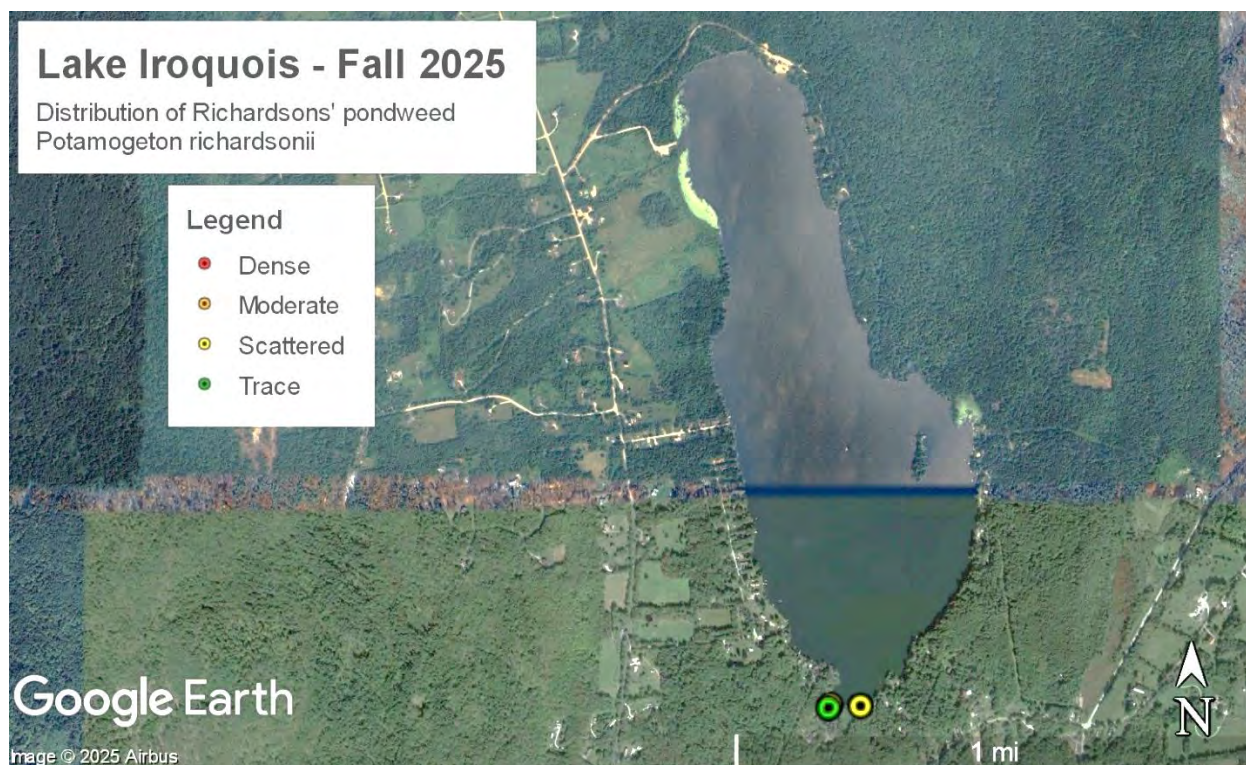 Lake Iroquois - Fall 2025
Distribution of Richardsons' pondweed
Potamogeton richardsonii
Legend
Dense
Moderate
Scattered
Trace
Google Earth
N
mage © 2025 Airbus
1 mi